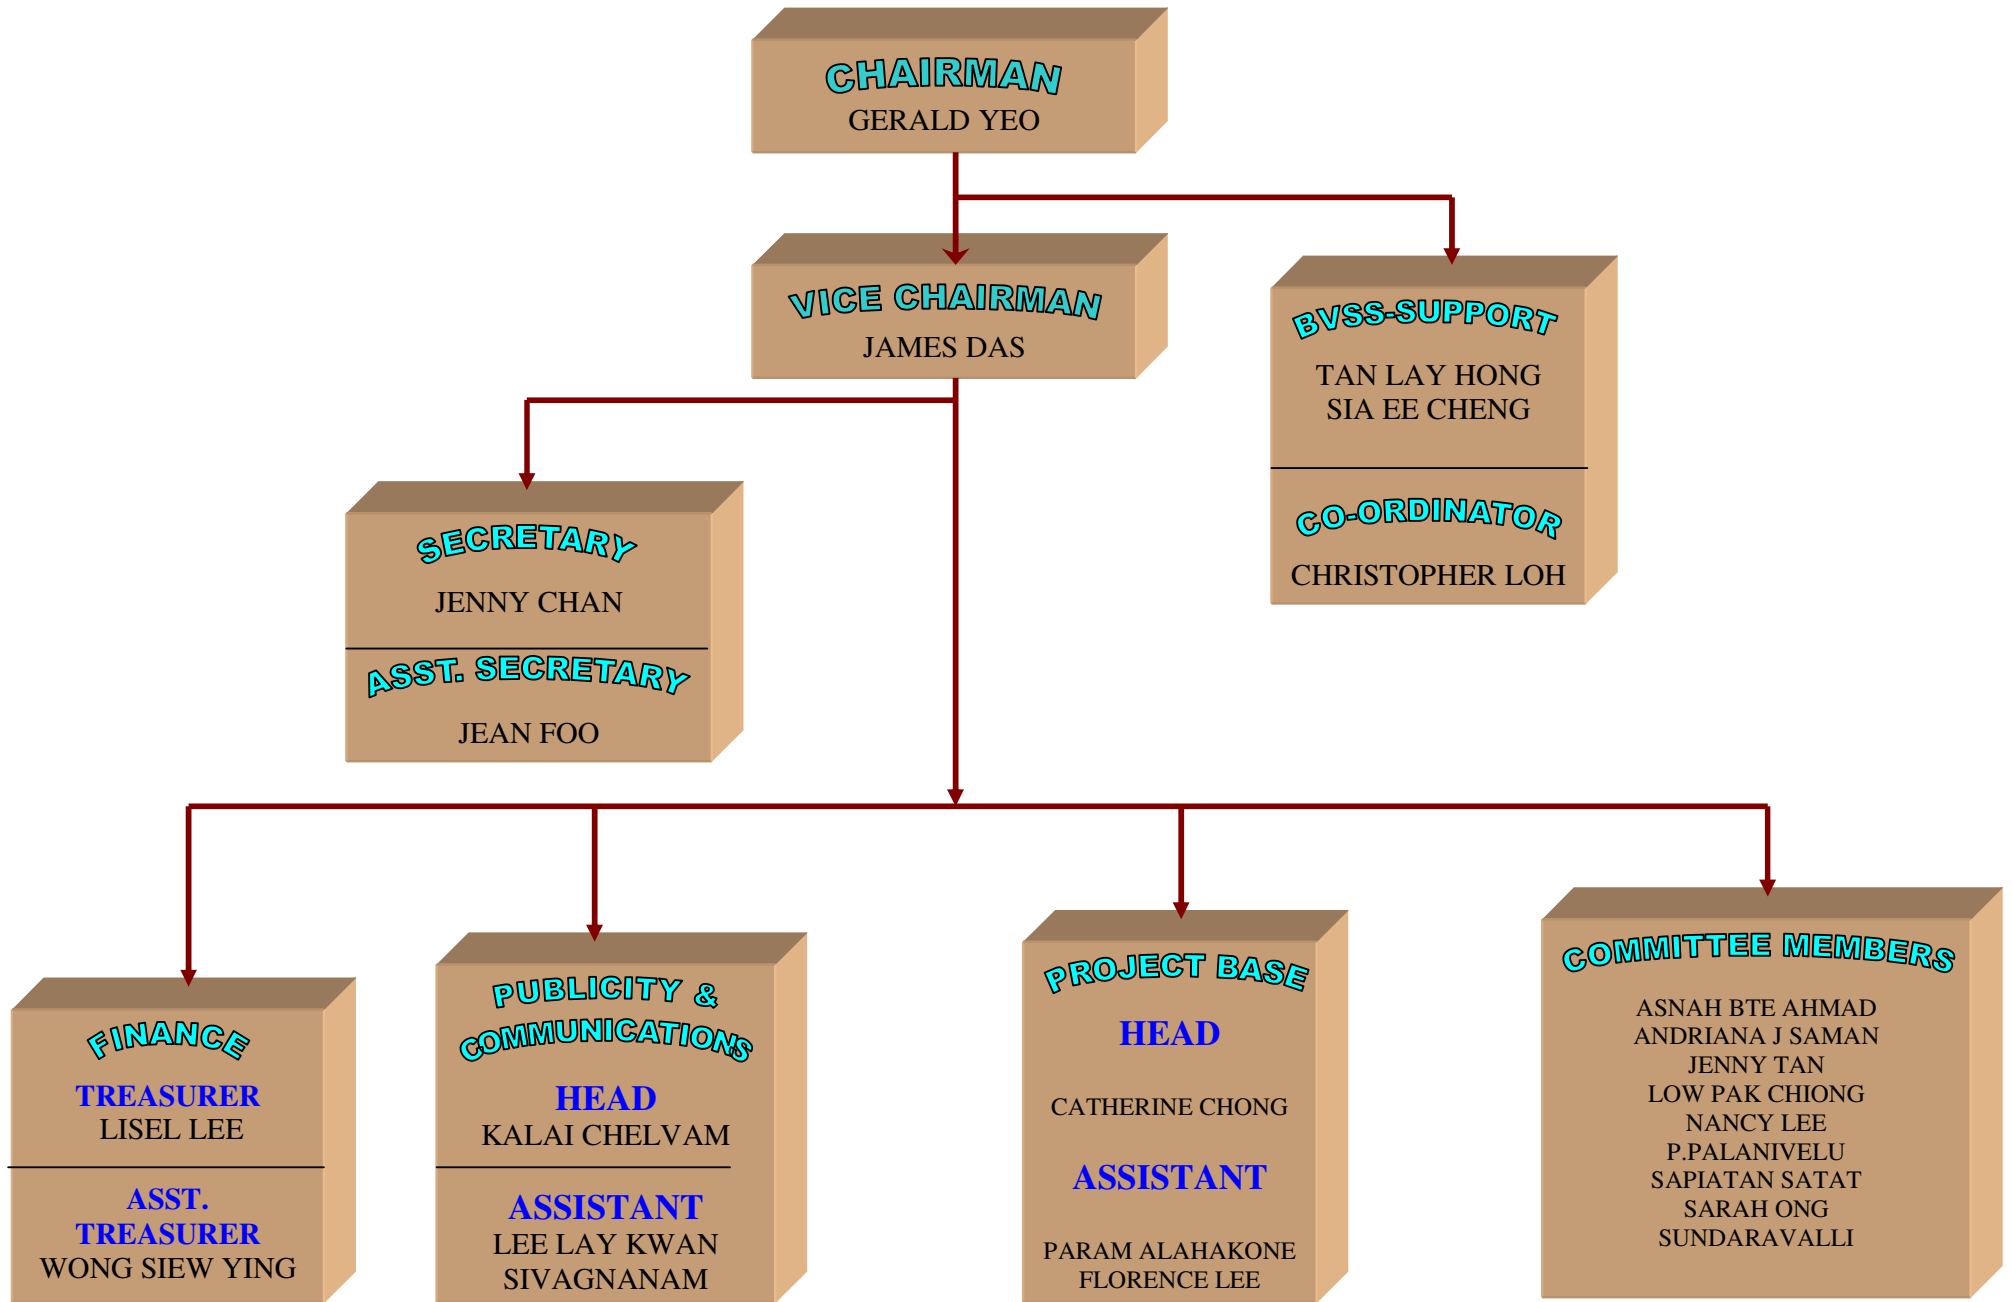 CHAIRMAN
GERALD YEO
VICE CHAIRMAN
JAMES DAS
BVSS-SUPPORT
TAN LAY HONG
SIA EE CHENG
CO-ORDINATOR
CHRISTOPHER LOH
SECRETARY
JENNY CHAN
ASST. SECRETARY
JEAN FOO
FINANCE
TREASURER
LISEL LEE
ASST.
TREASURER
WONG SIEW YING
PUBLICITY &
COMMUNICATIONS
HEAD
KALAI CHELVAM
ASSISTANT
LEE LAY KWAN
SIVAGNANAM
PROJECT BASE
HEAD
CATHERINE CHONG
ASSISTANT
PARAM ALAHAKONE
FLORENCE LEE
COMMITTEE MEMBERS
ASNAH BTE AHMAD
ANDRIANA J SAMAN
JENNY TAN
LOW PAK CHIONG
NANCY LEE
P.PALANIVELU
SAPIATAN SATAT
SARAH ONG
SUNDARAVALLI